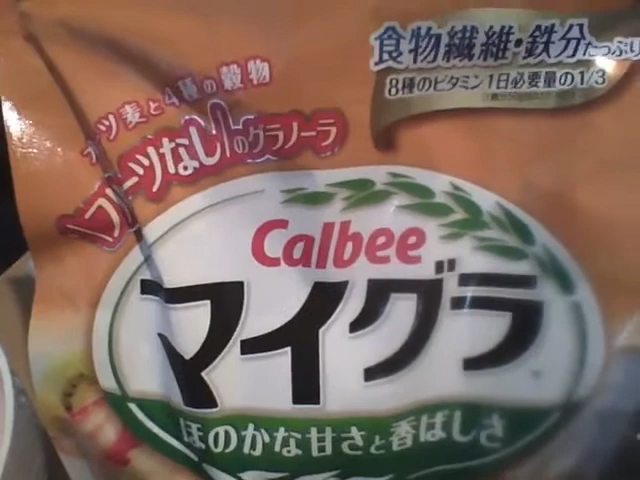 食物繊維・鉄分たっぷり
8種のビタミン1日必要量の1/3
オーツ麦と4種の穀物
フルーツなしのグラノーラ
Calbee
マイグラ
ほのかな甘さと香ばしさ